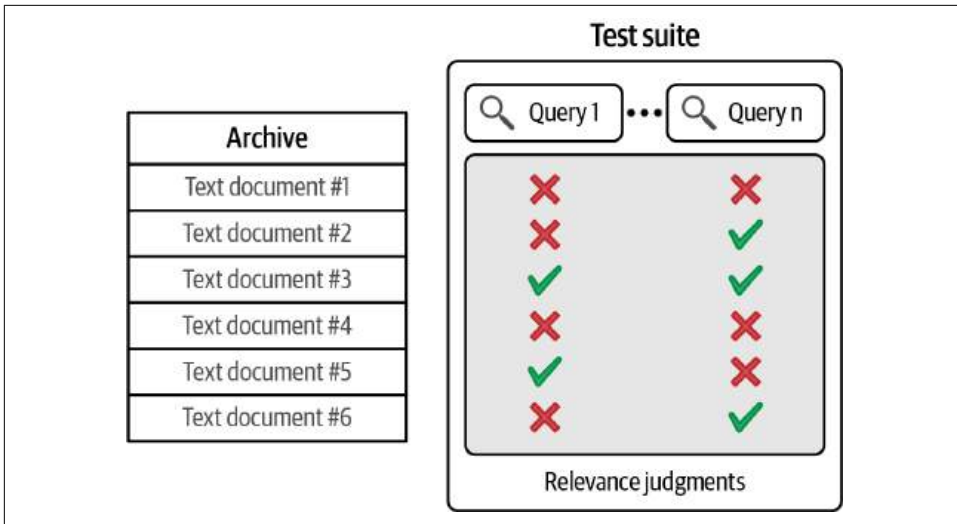 Test suite
Query 1 ••• Query n
Archive
Text document #1
Text document #2
Text document #3
Text document #4
Text document #5
Text document #6
Relevance judgments